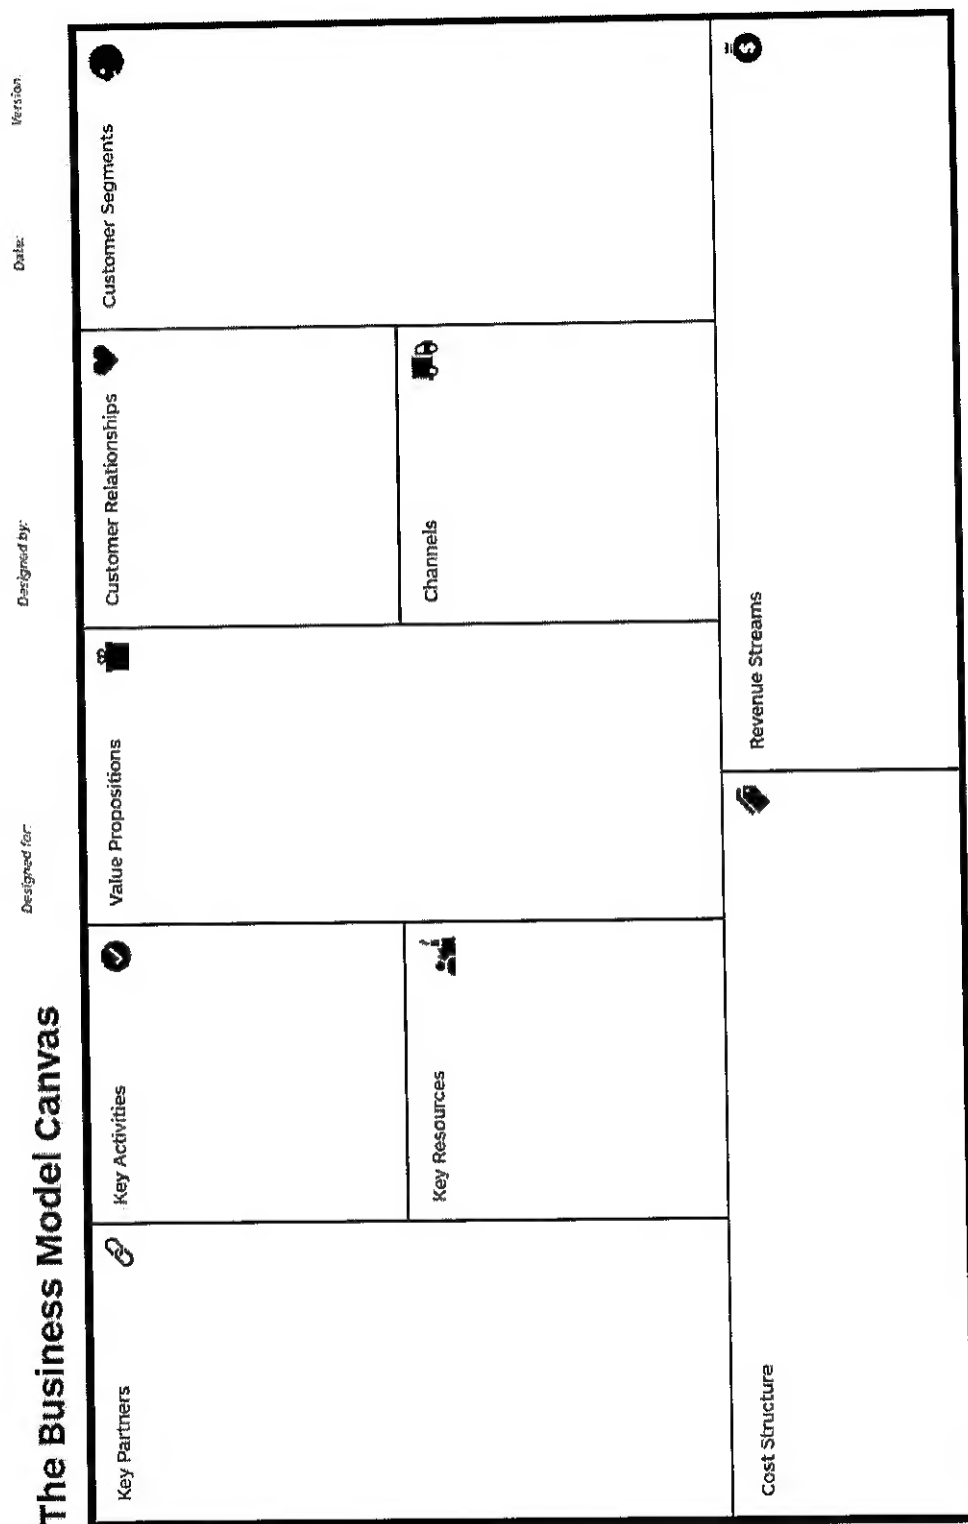 The Business Model Canvas
Designed for:
Designed by:
Date:
Version:
Key Partners
Key Activities
Key Resources
Value Propositions
Customer Relationships
Channels
Customer Segments
Cost Structure
Revenue Streams